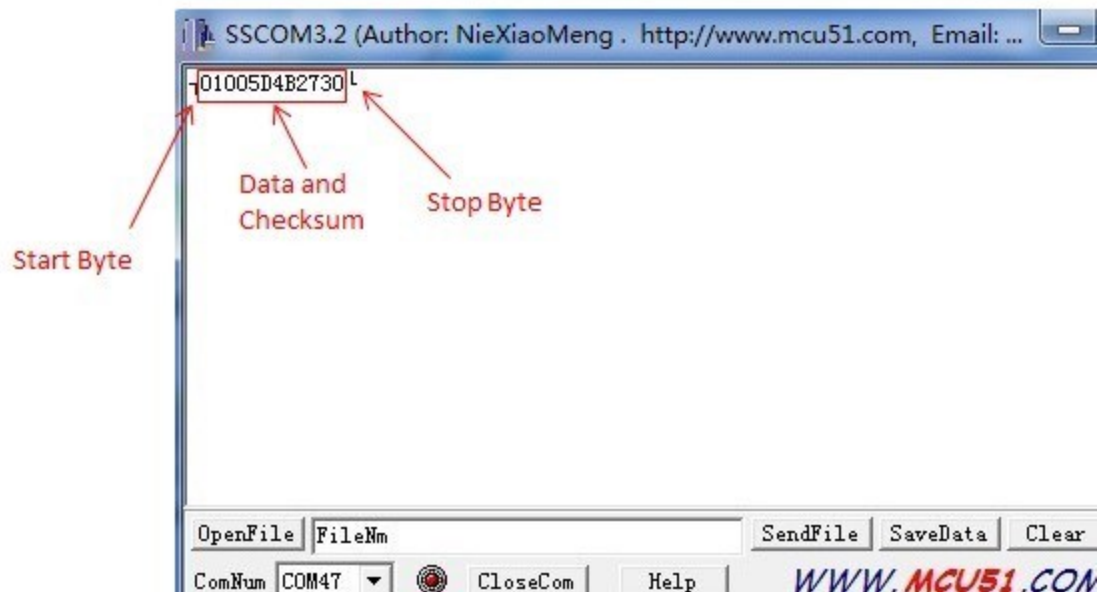 SSCOM3.2 (Author: NieXiaoMeng . http://www.mcu51.com, Email: ...
01005D4B2730
Data and
Checksum
Stop Byte
Start Byte
OpenFile FileNm SendFile SaveData Clear
ComNum COM47 CloseCom Help WWW.MCU51.COM